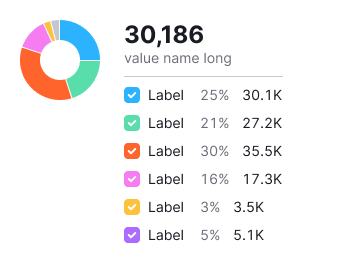 30,186
value name long
Label 25% 30.1K
Label 21% 27.2K
Label 30% 35.5K
Label 16% 17.3K
Label 3% 3.5K
Label 5% 5.1K